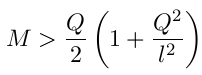 $M > \frac{Q}{2} \left( 1 + \frac{Q^2}{l^2} \right)$